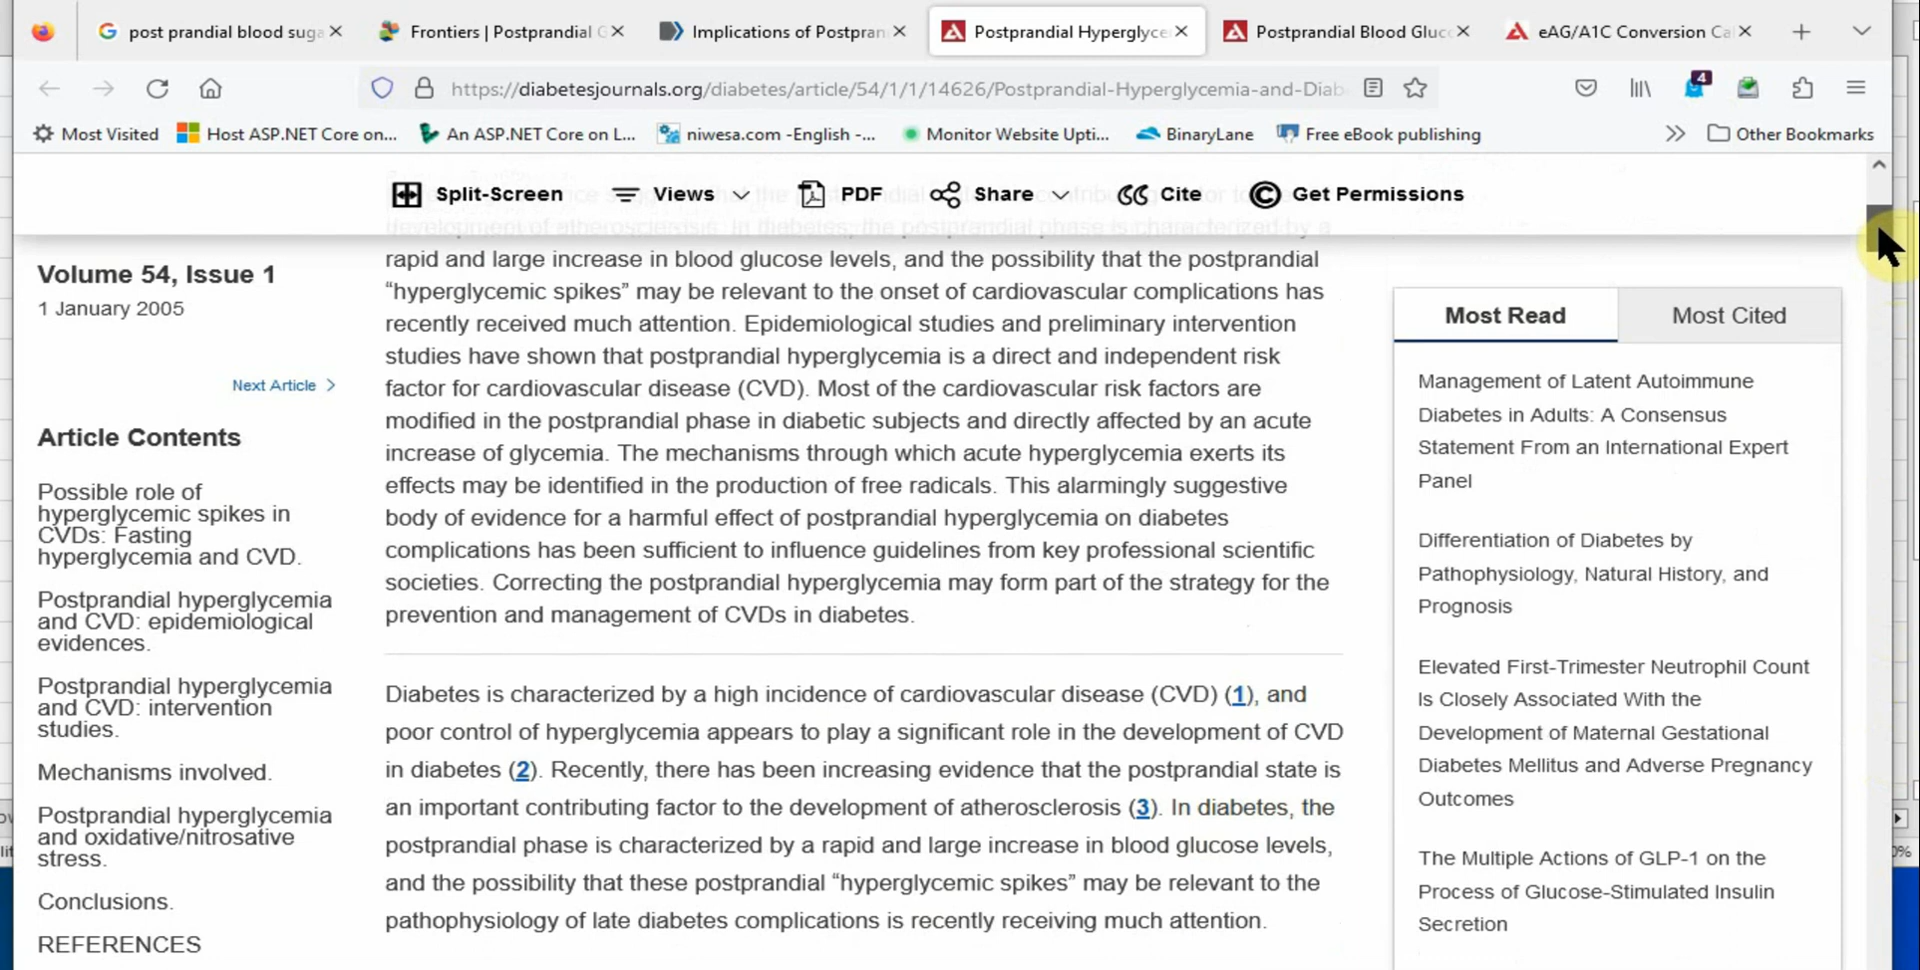 post prandial blood suga
Frontiers | Postprandial G
Implications of Postpran
Postprandial Hyperglyce
Postprandial Blood Gluc
eAG/A1C Conversion Ca
https://diabetesjournals.org/diabetes/article/54/1/1/14626/Postprandial-Hyperglycemia-and-Diab
4
Most Visited
Host ASP.NET Core on...
An ASP.NET Core on L...
niwesa.com -English -...
Monitor Website Upti...
BinaryLane
Free eBook publishing
Other Bookmarks
Split-Screen
Views
PDF
Share
Cite
Get Permissions
development of atherosclerosis. In diabetes, the postprandial phase is characterized by a
rapid and large increase in blood glucose levels, and the possibility that the postprandial
“hyperglycemic spikes” may be relevant to the onset of cardiovascular complications has
recently received much attention. Epidemiological studies and preliminary intervention
studies have shown that postprandial hyperglycemia is a direct and independent risk
factor for cardiovascular disease (CVD). Most of the cardiovascular risk factors are
modified in the postprandial phase in diabetic subjects and directly affected by an acute
increase of glycemia. The mechanisms through which acute hyperglycemia exerts its
effects may be identified in the production of free radicals. This alarmingly suggestive
body of evidence for a harmful effect of postprandial hyperglycemia on diabetes
complications has been sufficient to influence guidelines from key professional scientific
societies. Correcting the postprandial hyperglycemia may form part of the strategy for the
prevention and management of CVDs in diabetes.
Diabetes is characterized by a high incidence of cardiovascular disease (CVD) (1), and
poor control of hyperglycemia appears to play a significant role in the development of CVD
in diabetes (2). Recently, there has been increasing evidence that the postprandial state is
an important contributing factor to the development of atherosclerosis (3). In diabetes, the
postprandial phase is characterized by a rapid and large increase in blood glucose levels,
and the possibility that these postprandial “hyperglycemic spikes” may be relevant to the
pathophysiology of late diabetes complications is recently receiving much attention.
Volume 54, Issue 1
1 January 2005
Next Article
Article Contents
Possible role of
hyperglycemic spikes in
CVDs: Fasting
hyperglycemia and CVD.
Postprandial hyperglycemia
and CVD: epidemiological
evidences.
Postprandial hyperglycemia
and CVD: intervention
studies.
Mechanisms involved.
Postprandial hyperglycemia
and oxidative/nitrosative
stress.
Conclusions.
REFERENCES
Most Read
Most Cited
Management of Latent Autoimmune
Diabetes in Adults: A Consensus
Statement From an International Expert
Panel
Differentiation of Diabetes by
Pathophysiology, Natural History, and
Prognosis
Elevated First-Trimester Neutrophil Count
Is Closely Associated With the
Development of Maternal Gestational
Diabetes Mellitus and Adverse Pregnancy
Outcomes
The Multiple Actions of GLP-1 on the
Process of Glucose-Stimulated Insulin
Secretion